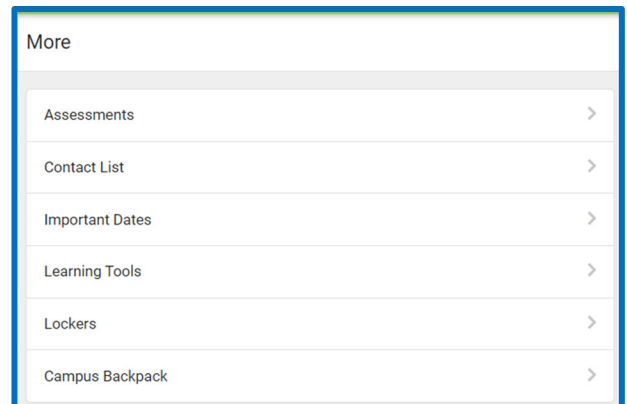 More
Assessments
Contact List
Important Dates
Learning Tools
Lockers
Campus Backpack